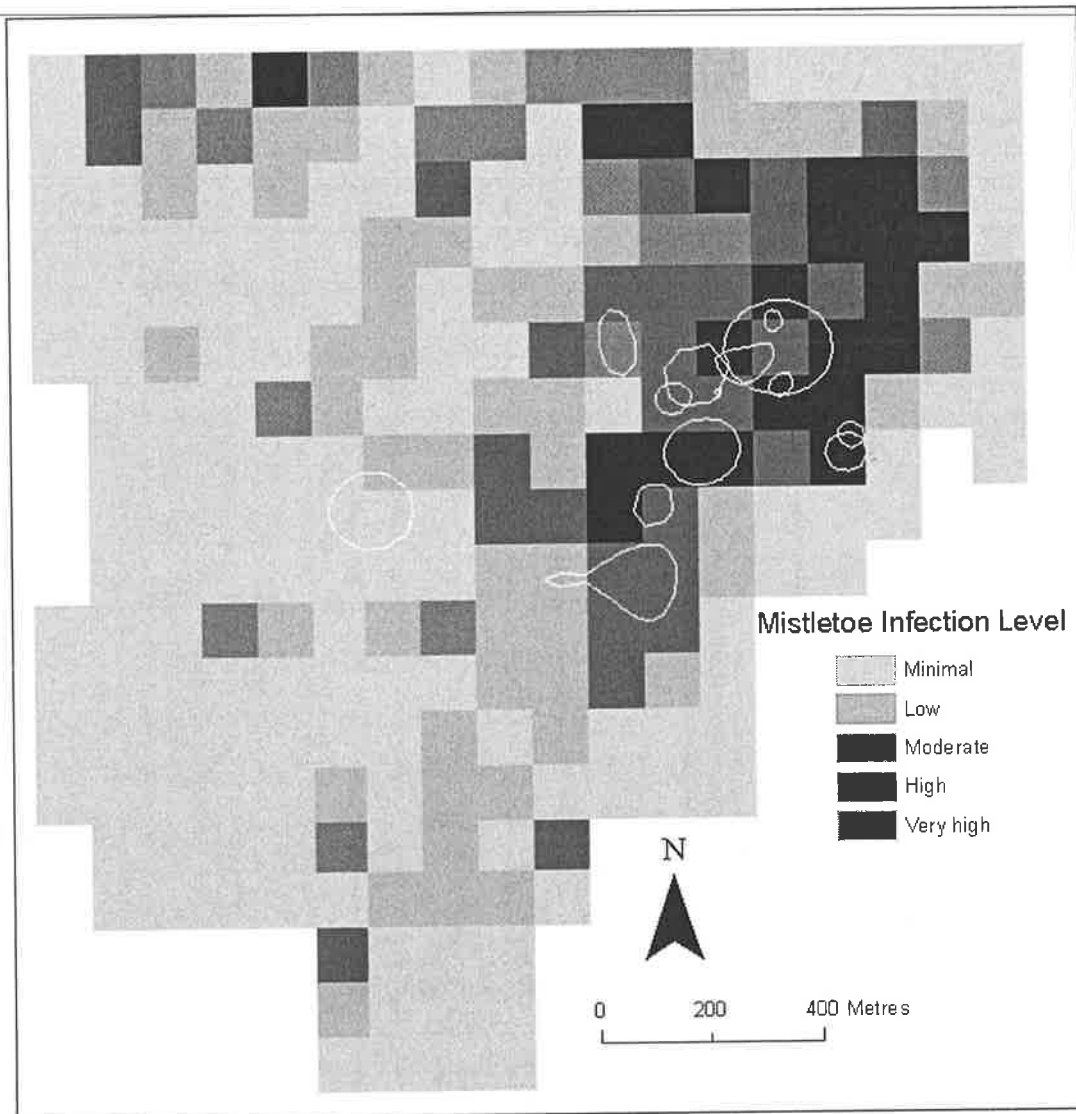 Mistletoe Infection Level
Minimal
Low
Moderate
High
Very high
N
0 200 400 Metres